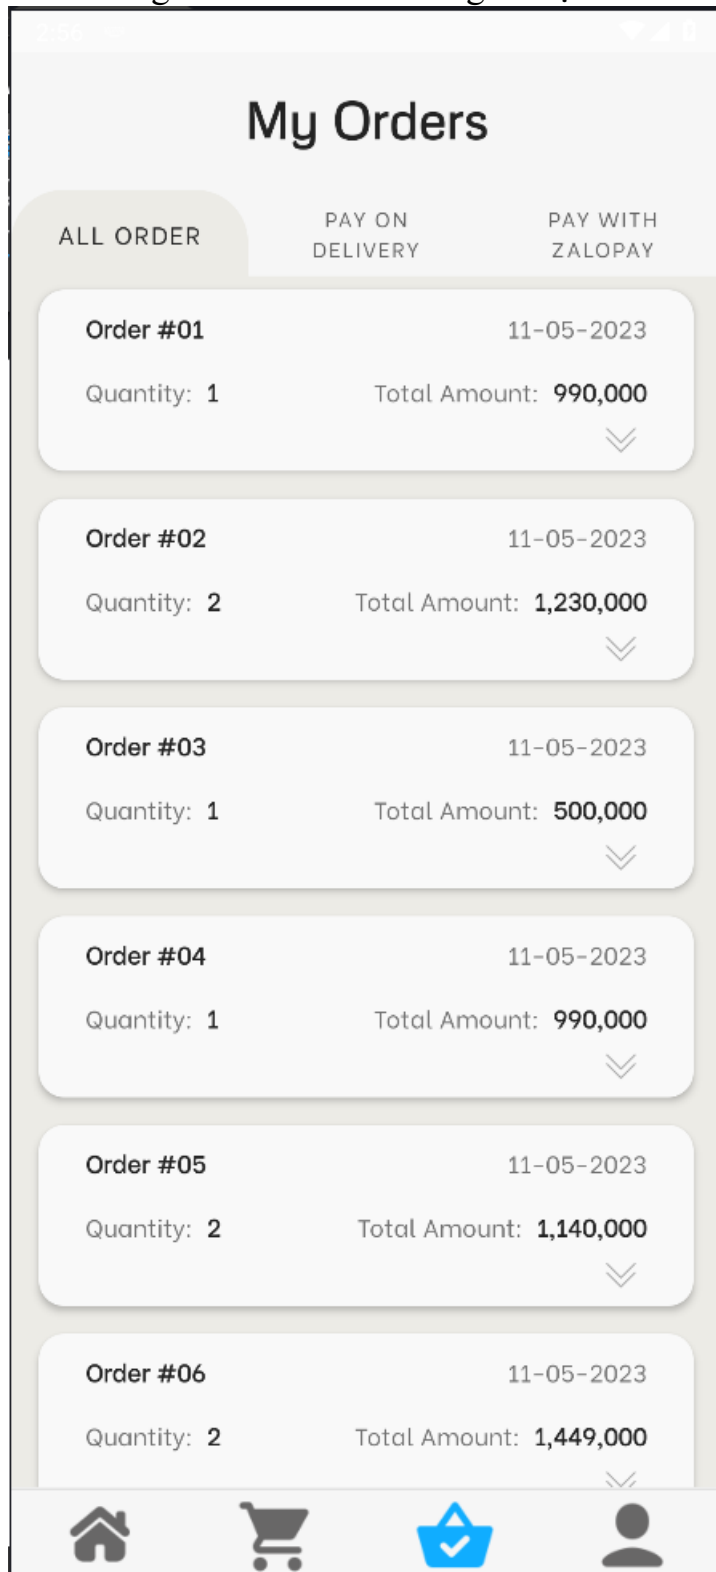 2:56
My Orders
ALL ORDER
PAY ON
DELIVERY
PAY WITH
ZALOPAY
Order #01 11-05-2023
Quantity: 1 Total Amount: 990,000
Order #02 11-05-2023
Quantity: 2 Total Amount: 1,230,000
Order #03 11-05-2023
Quantity: 1 Total Amount: 500,000
Order #04 11-05-2023
Quantity: 1 Total Amount: 990,000
Order #05 11-05-2023
Quantity: 2 Total Amount: 1,140,000
Order #06 11-05-2023
Quantity: 2 Total Amount: 1,449,000